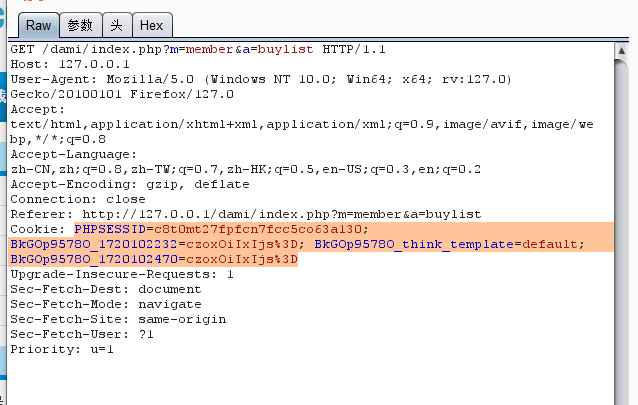 Raw 参数 头 Hex
GET /dami/index.php?m=member&a=buylist HTTP/1.1
Host: 127.0.0.1
User-Agent: Mozilla/5.0 (Windows NT 10.0; Win64; x64; rv:127.0)
Gecko/20100101 Firefox/127.0
Accept:
text/html,application/xhtml+xml,application/xml;q=0.9,image/avif,image/we
bp,*/*;q=0.8
Accept-Language:
zh-CN,zh;q=0.8,zh-TW;q=0.7,zh-HK;q=0.5,en-US;q=0.3,en;q=0.2
Accept-Encoding: gzip, deflate
Connection: close
Referer: http://127.0.0.1/dami/index.php?m=member&a=buylist
Cookie: PHPSESSID=c8t0mt27fpfcn7fcc5co63a130;
BkGOp9578O_1720102232=czoxOiIxIjs%3D; BkGOp9578O_think_template=default;
BkGOp9578O_1720102470=czoxOiIxIjs%3D
Upgrade-Insecure-Requests: 1
Sec-Fetch-Dest: document
Sec-Fetch-Mode: navigate
Sec-Fetch-Site: same-origin
Sec-Fetch-User: ?1
Priority: u=1